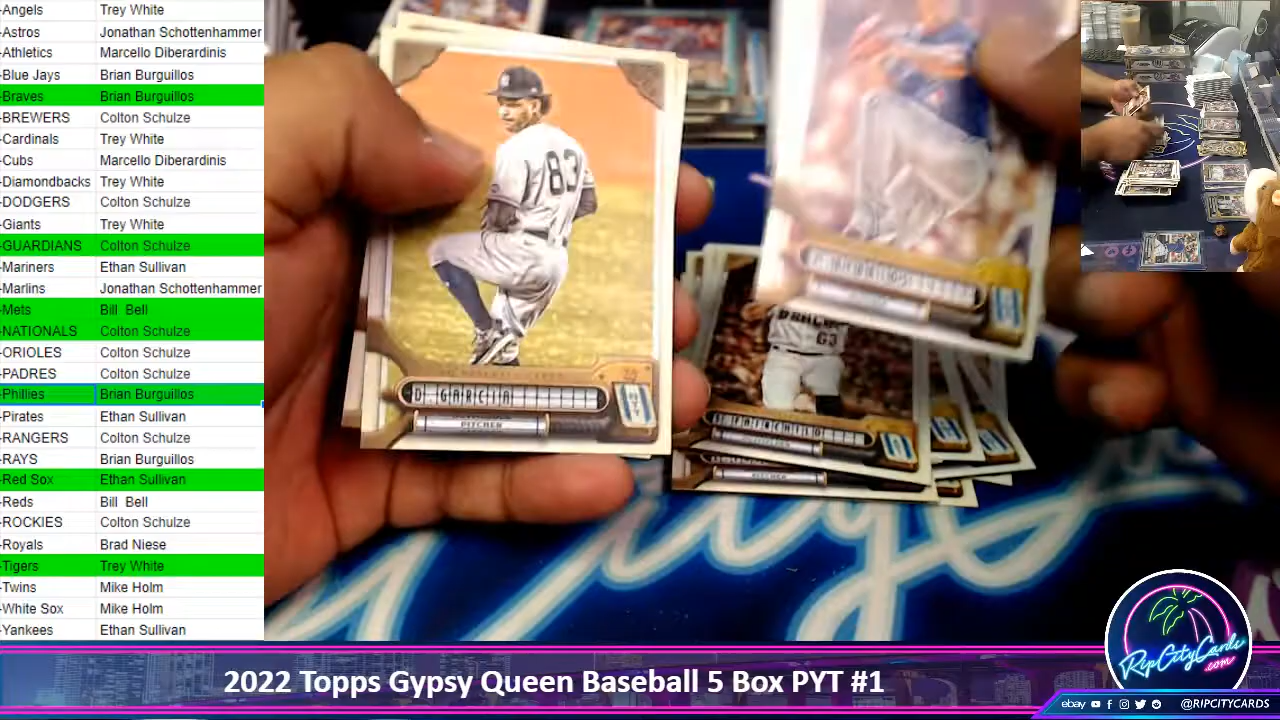 -Angels Trey White
-Astros Jonathan Schottenhammer
-Athletics Marcello Diberardinis
-Blue Jays Brian Burguillos
-Braves Brian Burguillos
-BREWERS Colton Schulze
-Cardinals Trey White
-Cubs Marcello Diberardinis
-Diamondbacks Trey White
-DODGERS Colton Schulze
-Giants Trey White
-GUARDIANS Colton Schulze
-Mariners Ethan Sullivan
-Marlins Jonathan Schottenhammer
-Mets Bill Bell
-NATIONALS Colton Schulze
-ORIOLES Colton Schulze
-PADRES Colton Schulze
-Phillies Brian Burguillos
-Pirates Ethan Sullivan
-RANGERS Colton Schulze
-RAYS Brian Burguillos
-Red Sox Ethan Sullivan
-Reds Bill Bell
-ROCKIES Colton Schulze
-Royals Brad Niese
-Tigers Trey White
-Twins Mike Holm
-White Sox Mike Holm
-Yankees Ethan Sullivan
83
D. GARCIA
PITCHER
NYY
63
PITCHER
2022 Topps Gypsy Queen Baseball 5 Box PYT #1
RipCityCards
.com
ebay @RIPCITYCARDS